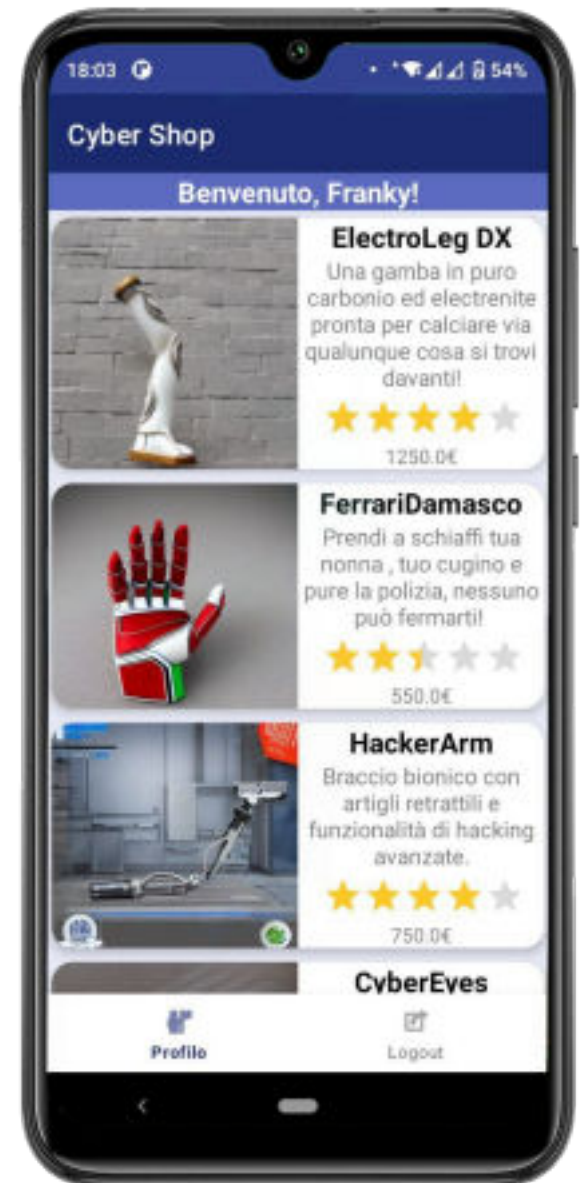 18:03
54%
Cyber Shop
Benvenuto, Franky!
ElectroLeg DX
Una gamba in puro
carbonio ed electrenite
pronta per calciare via
qualunque cosa si trovi
davanti!
1250.0€
FerrariDamasco
Prendi a schiaffi tua
nonna , tuo cugino e
pure la polizia, nessuno
può fermarti!
550.0€
HackerArm
Braccio bionico con
artigli retrattili e
funzionalità di hacking
avanzate.
750.0€
CyberEyes
Profilo
Logout